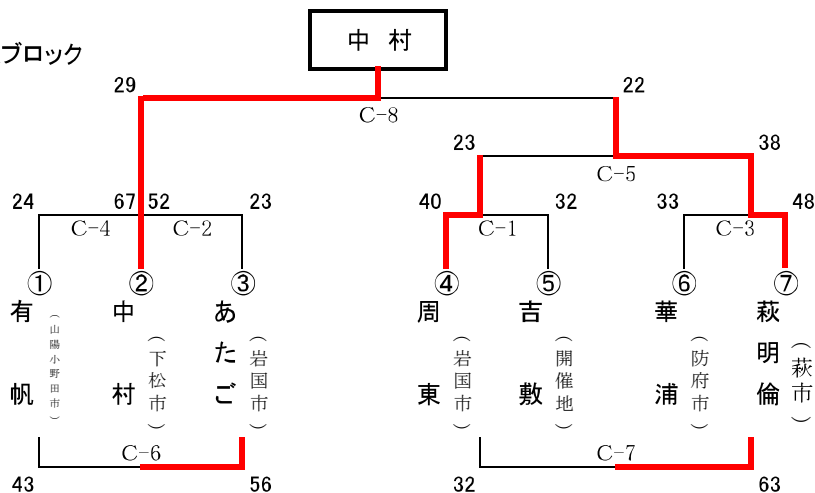 中 村
ブロック
29
22
C-8
23
38
C-5
24
67
52
23
40
32
33
48
C-4
C-2
C-1
C-3
①
②
③
④
⑤
⑥
⑦
有帆
(山陽小野田市)
中村
(下松市)
あたご
(岩国市)
周東
(岩国市)
吉敷
(開催地)
華浦
(防府市)
萩明倫
(萩市)
C-6
C-7
43
56
32
63